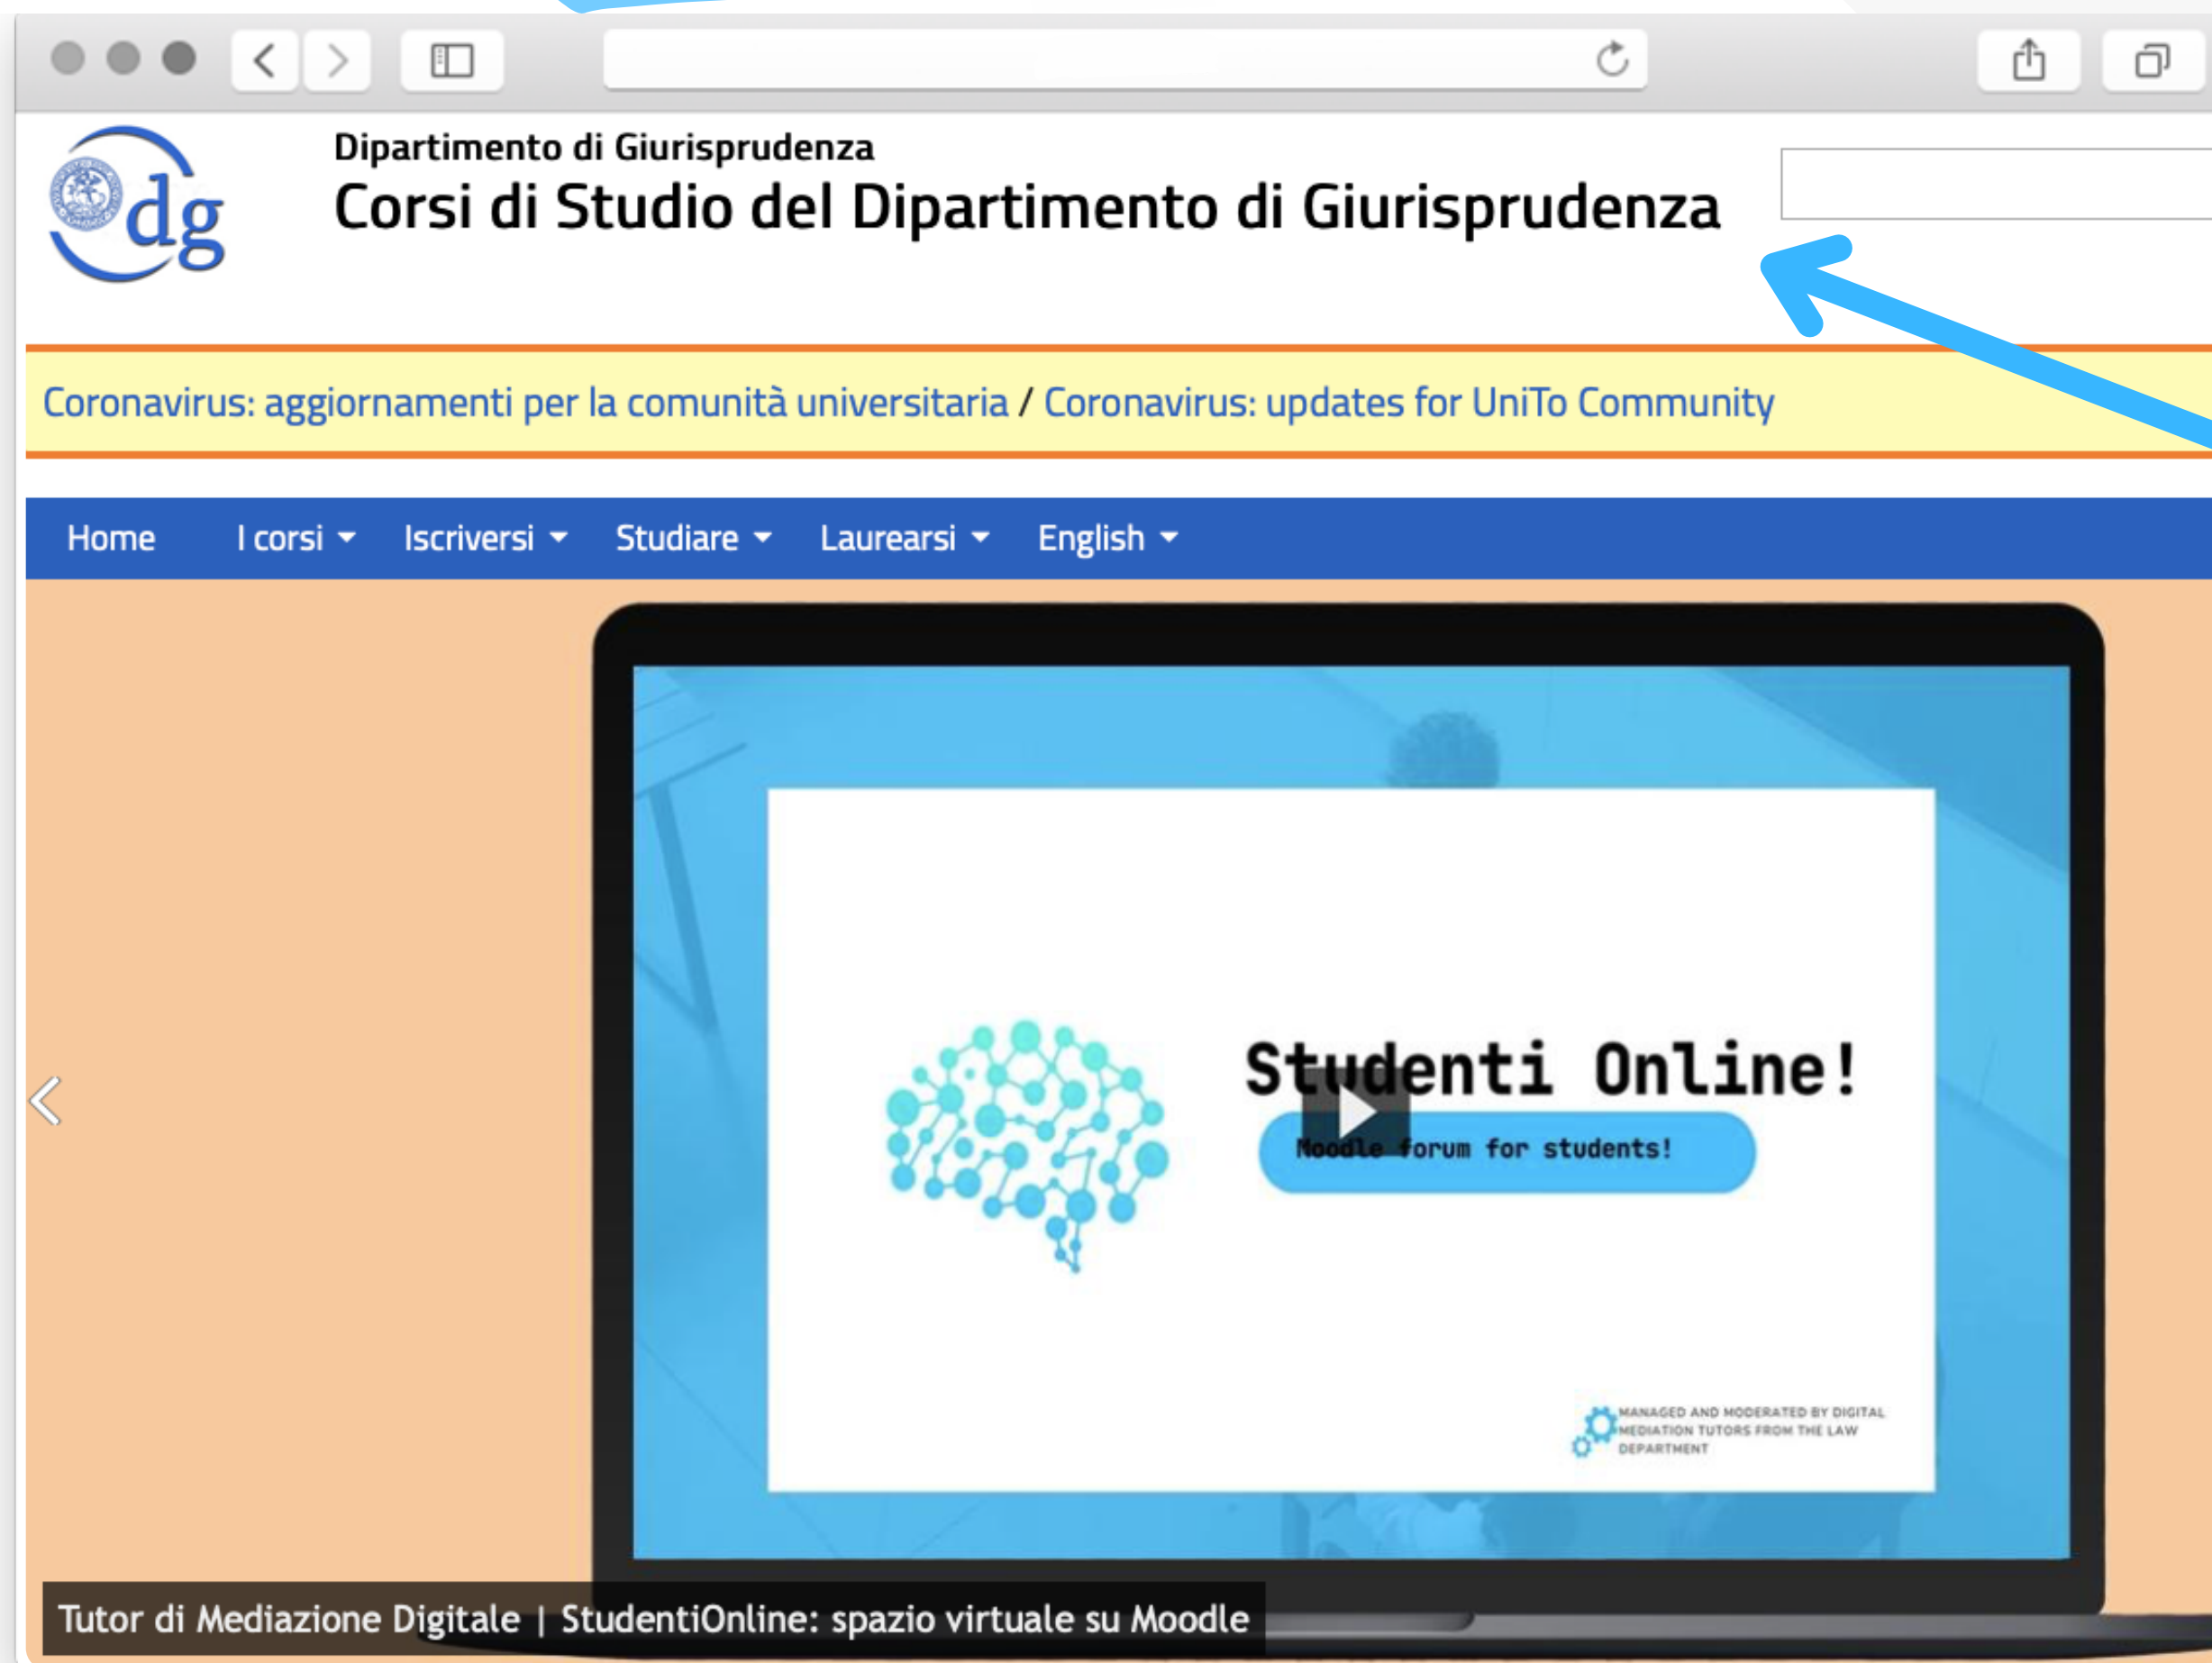 dg
Dipartimento di Giurisprudenza
Corsi di Studio del Dipartimento di Giurisprudenza
Coronavirus: aggiornamenti per la comunità universitaria / Coronavirus: updates for UniTo Community
Home I corsi Iscriversi Studiare Laurearsi English
Studenti Online!
Moodle forum for students!
MANAGED AND MODERATED BY DIGITAL
MEDIATION TUTORS FROM THE LAW
DEPARTMENT
Tutor di Mediazione Digitale | StudentiOnline: spazio virtuale su Moodle